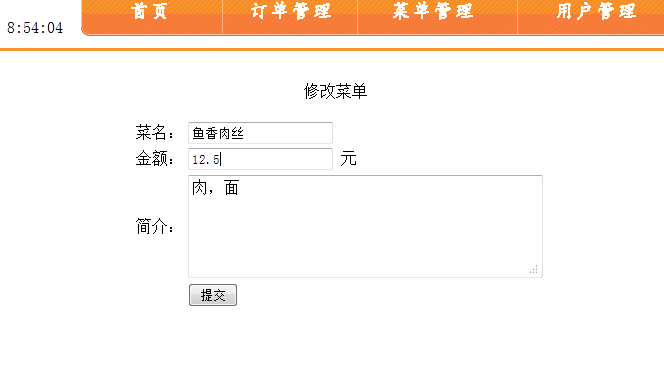 首页 订单管理 菜单管理 用户管理
8:54:04
修改菜单
菜名： 鱼香肉丝
金额： 12.5 元
肉，面
简介：
提交